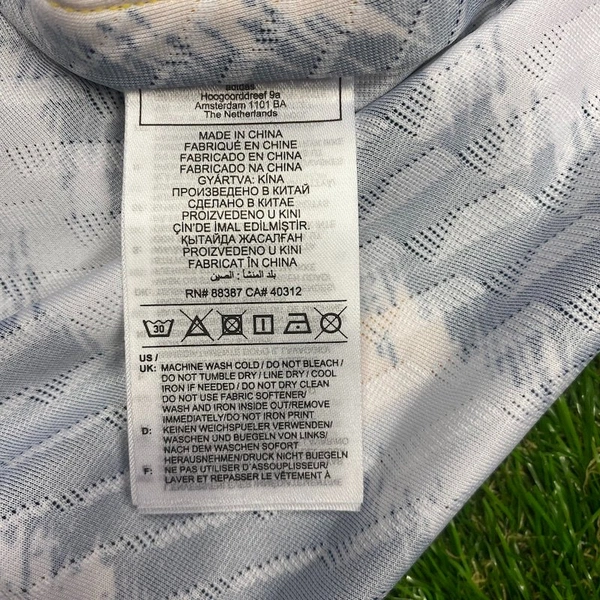 adidas
Hoogoorddreef 9a
Amsterdam 1101 BA
The Netherlands
MADE IN CHINA
FABRIQUÉ EN CHINE
FABRICADO EN CHINA
FABRICADO NA CHINA
GYÁRTVA: KÍNA
ПРОИЗВЕДЕНО В КИТАЙ
СДЕЛАНО В КИТАЕ
PROIZVEDENO U KINI
ÇİN'DE İMAL EDİLMİŞTİR.
ҚЫТАЙДА ЖАСАЛҒАН
PROIZVEDENO U KINI
FABRICAT ÎN CHINA
بلد المنشأ : الصين
RN# 88387 CA# 40312
30
US /
UK: MACHINE WASH COLD / DO NOT BLEACH /
DO NOT TUMBLE DRY / LINE DRY / COOL
IRON IF NEEDED / DO NOT DRY CLEAN
DO NOT USE FABRIC SOFTENER/
WASH AND IRON INSIDE OUT/REMOVE
IMMEDIATELY/DO NOT IRON PRINT
D: KEINEN WEICHSPUELER VERWENDEN/
WASCHEN UND BUEGELN VON LINKS/
NACH DEM WASCHEN SOFORT
HERAUSNEHMEN/DRUCK NICHT BUEGELN
F: NE PAS UTILISER D'ASSOUPLISSEUR/
LAVER ET REPASSER LE VÊTEMENT À